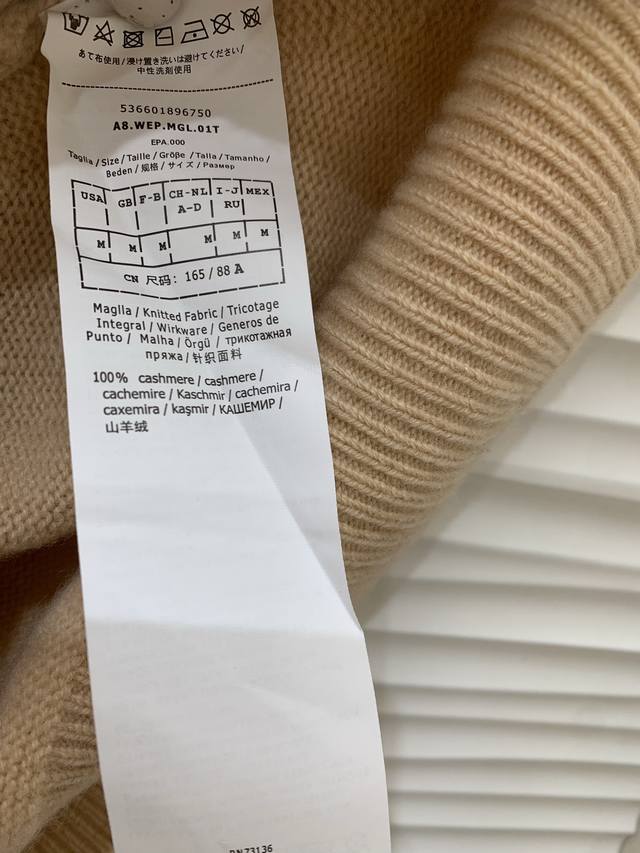 あて布使用/浸け置き洗いは避けてください/
中性洗剤使用
536601896750
A8.WEP.MGL.01T
EPA.000
Taglia/Size/Taille/Größe/Talla/Tamanho/
Beden/规格/サイズ/Размер
USA GB F-B CH-NL I-J MEX
A-D RU
M M M M M M
CN 尺码: 165/88 A
Maglia/Knitted Fabric/Tricotage
Integral/Wirkware/Generos de
Punto/ Malha/Örgü/трикотажная
пряжа/针织面料
100% cashmere/cashmere/
cachemire/Kaschmir/cachemira/
caxemira/kaşmir/КАШЕМИР/
山羊绒
RN73136